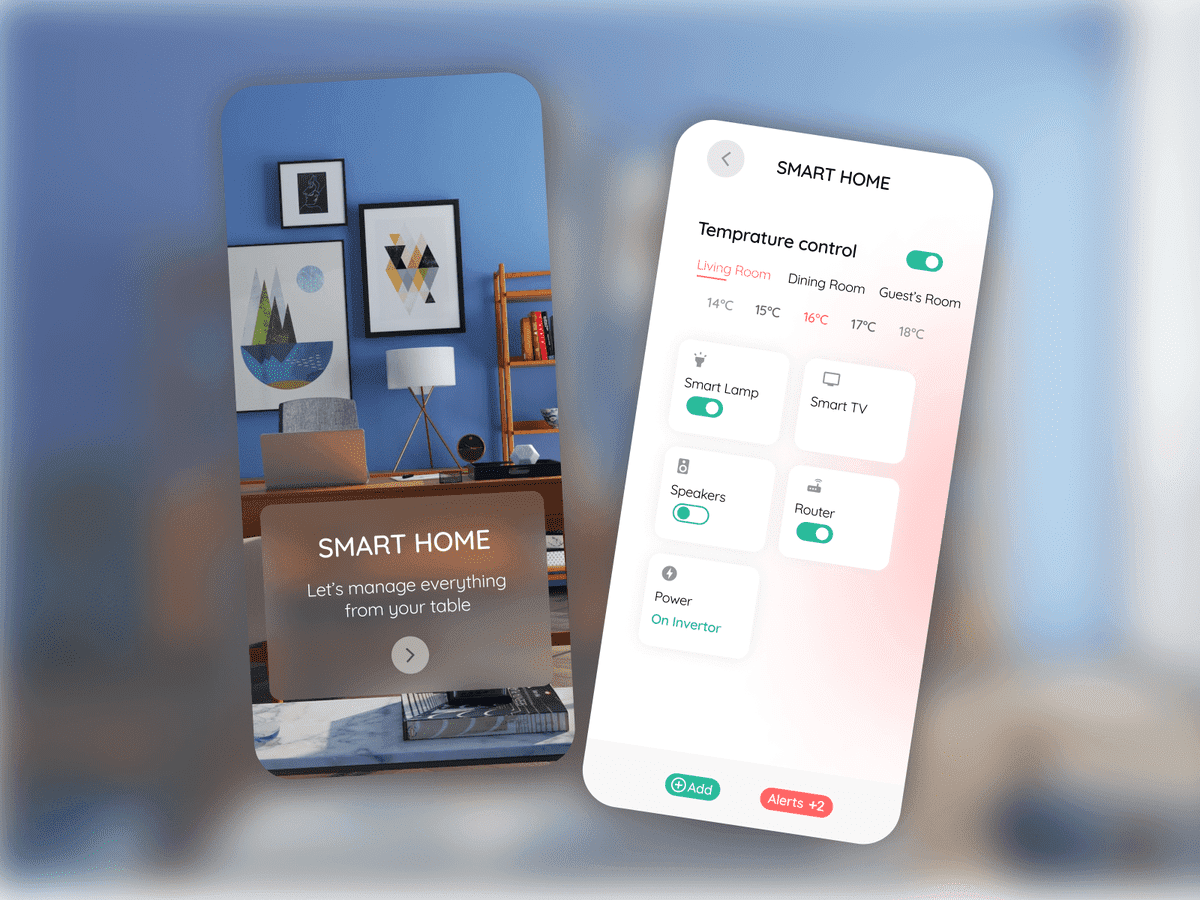 SMART HOME
Let's manage everything
from your table
SMART HOME
Temprature control
Living Room Dining Room Guest's Room
14°C 15°C 16°C 17°C 18°C
Smart Lamp
Smart TV
Speakers
Router
Power
On Invertor
Add
Alerts +2